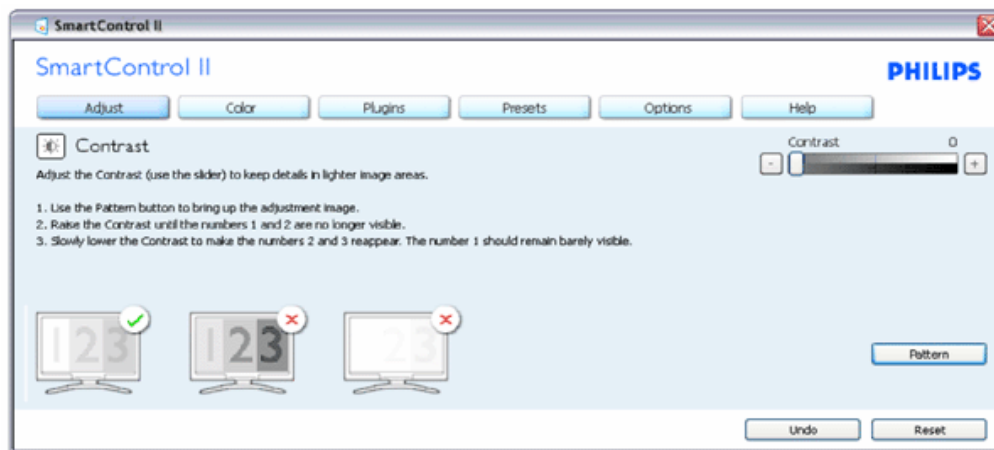 SmartControl II
SmartControl II
PHILIPS
Adjust Color Plugins Presets Options Help
Contrast
Contrast 0
- +
Adjust the Contrast (use the slider) to keep details in lighter image areas.
1. Use the Pattern button to bring up the adjustment image.
2. Raise the Contrast until the numbers 1 and 2 are no longer visible.
3. Slowly lower the Contrast to make the numbers 2 and 3 reappear. The number 1 should remain barely visible.
123 123 23
Pattern
Undo Reset